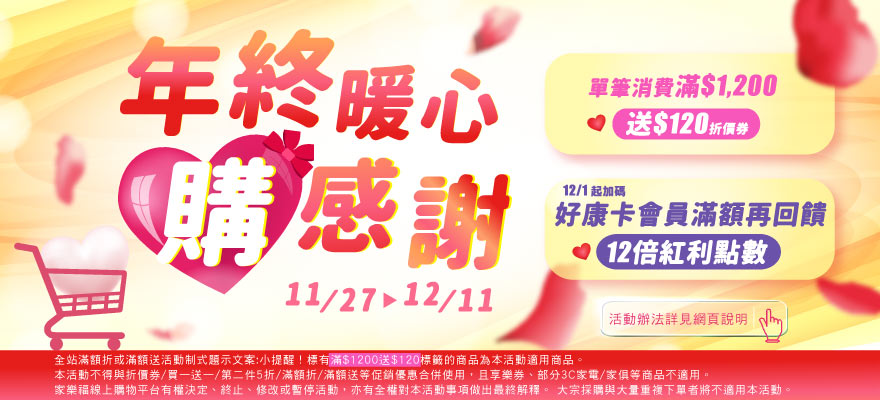 年終暖心
購感謝
11/27▶12/11
單筆消費滿$1,200
送$120折價券
12/1 起加碼
好康卡會員滿額再回饋
12倍紅利點數
活動辦法詳見網頁說明
全站滿額折或滿額送活動制式題示文案:小提醒！標有滿$1200送$120標籤的商品為本活動適用商品。
本活動不得與折價券/買一送一/第二件5折/滿額折/滿額送等促銷優惠合併使用，且享樂券、部分3C家電/家俱等商品不適用。
家樂福線上購物平台有權決定、終止、修改或暫停活動，亦有全權對本活動事項做出最終解釋。 大宗採購與大量重複下單者將不適用本活動。